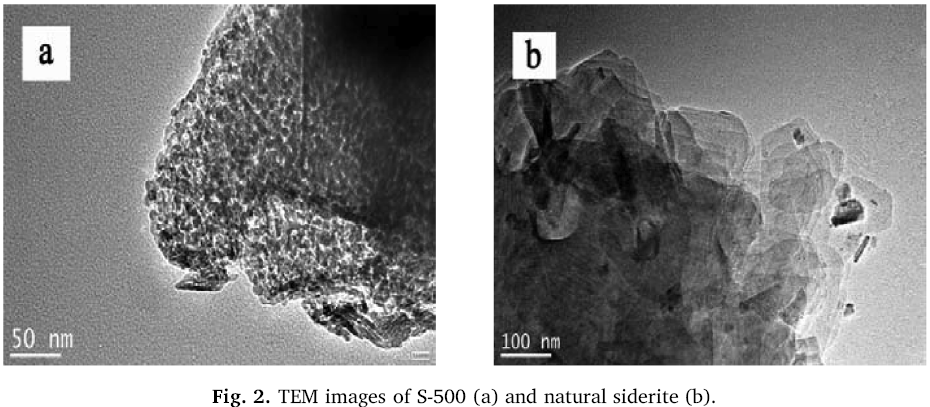 a
b
50 nm
100 nm
Fig. 2. TEM images of S-500 (a) and natural siderite (b).